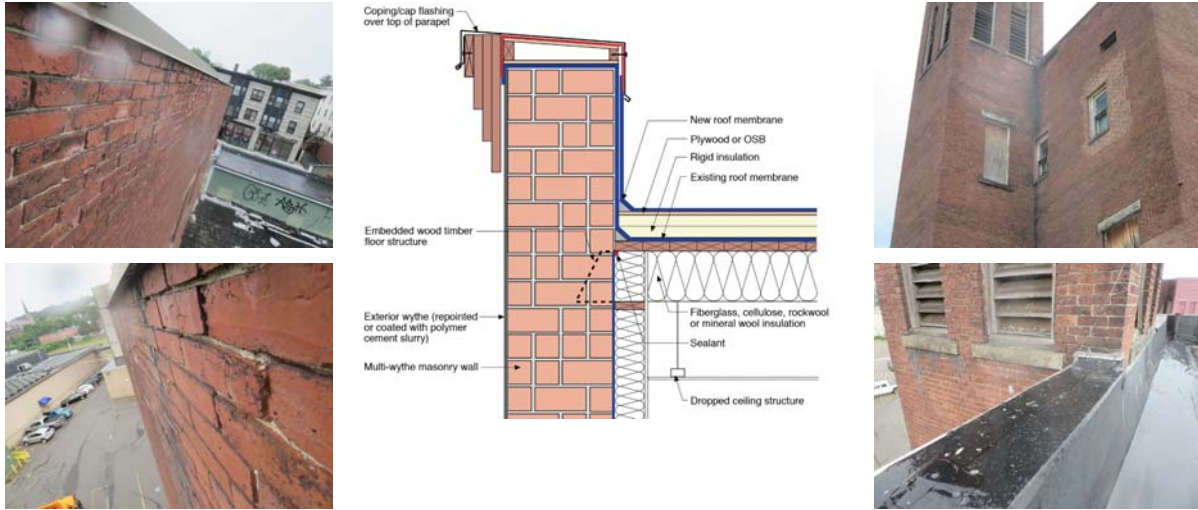 Coping/cap flashing
over top of parapet
New roof membrane
Plywood or OSB
Rigid insulation
Existing roof membrane
Embedded wood timber
floor structure
Exterior wythe (repointed
or coated with polymer
cement slurry)
Multi-wythe masonry wall
Fiberglass, cellulose, rockwool
or mineral wool insulation
Sealant
Dropped ceiling structure